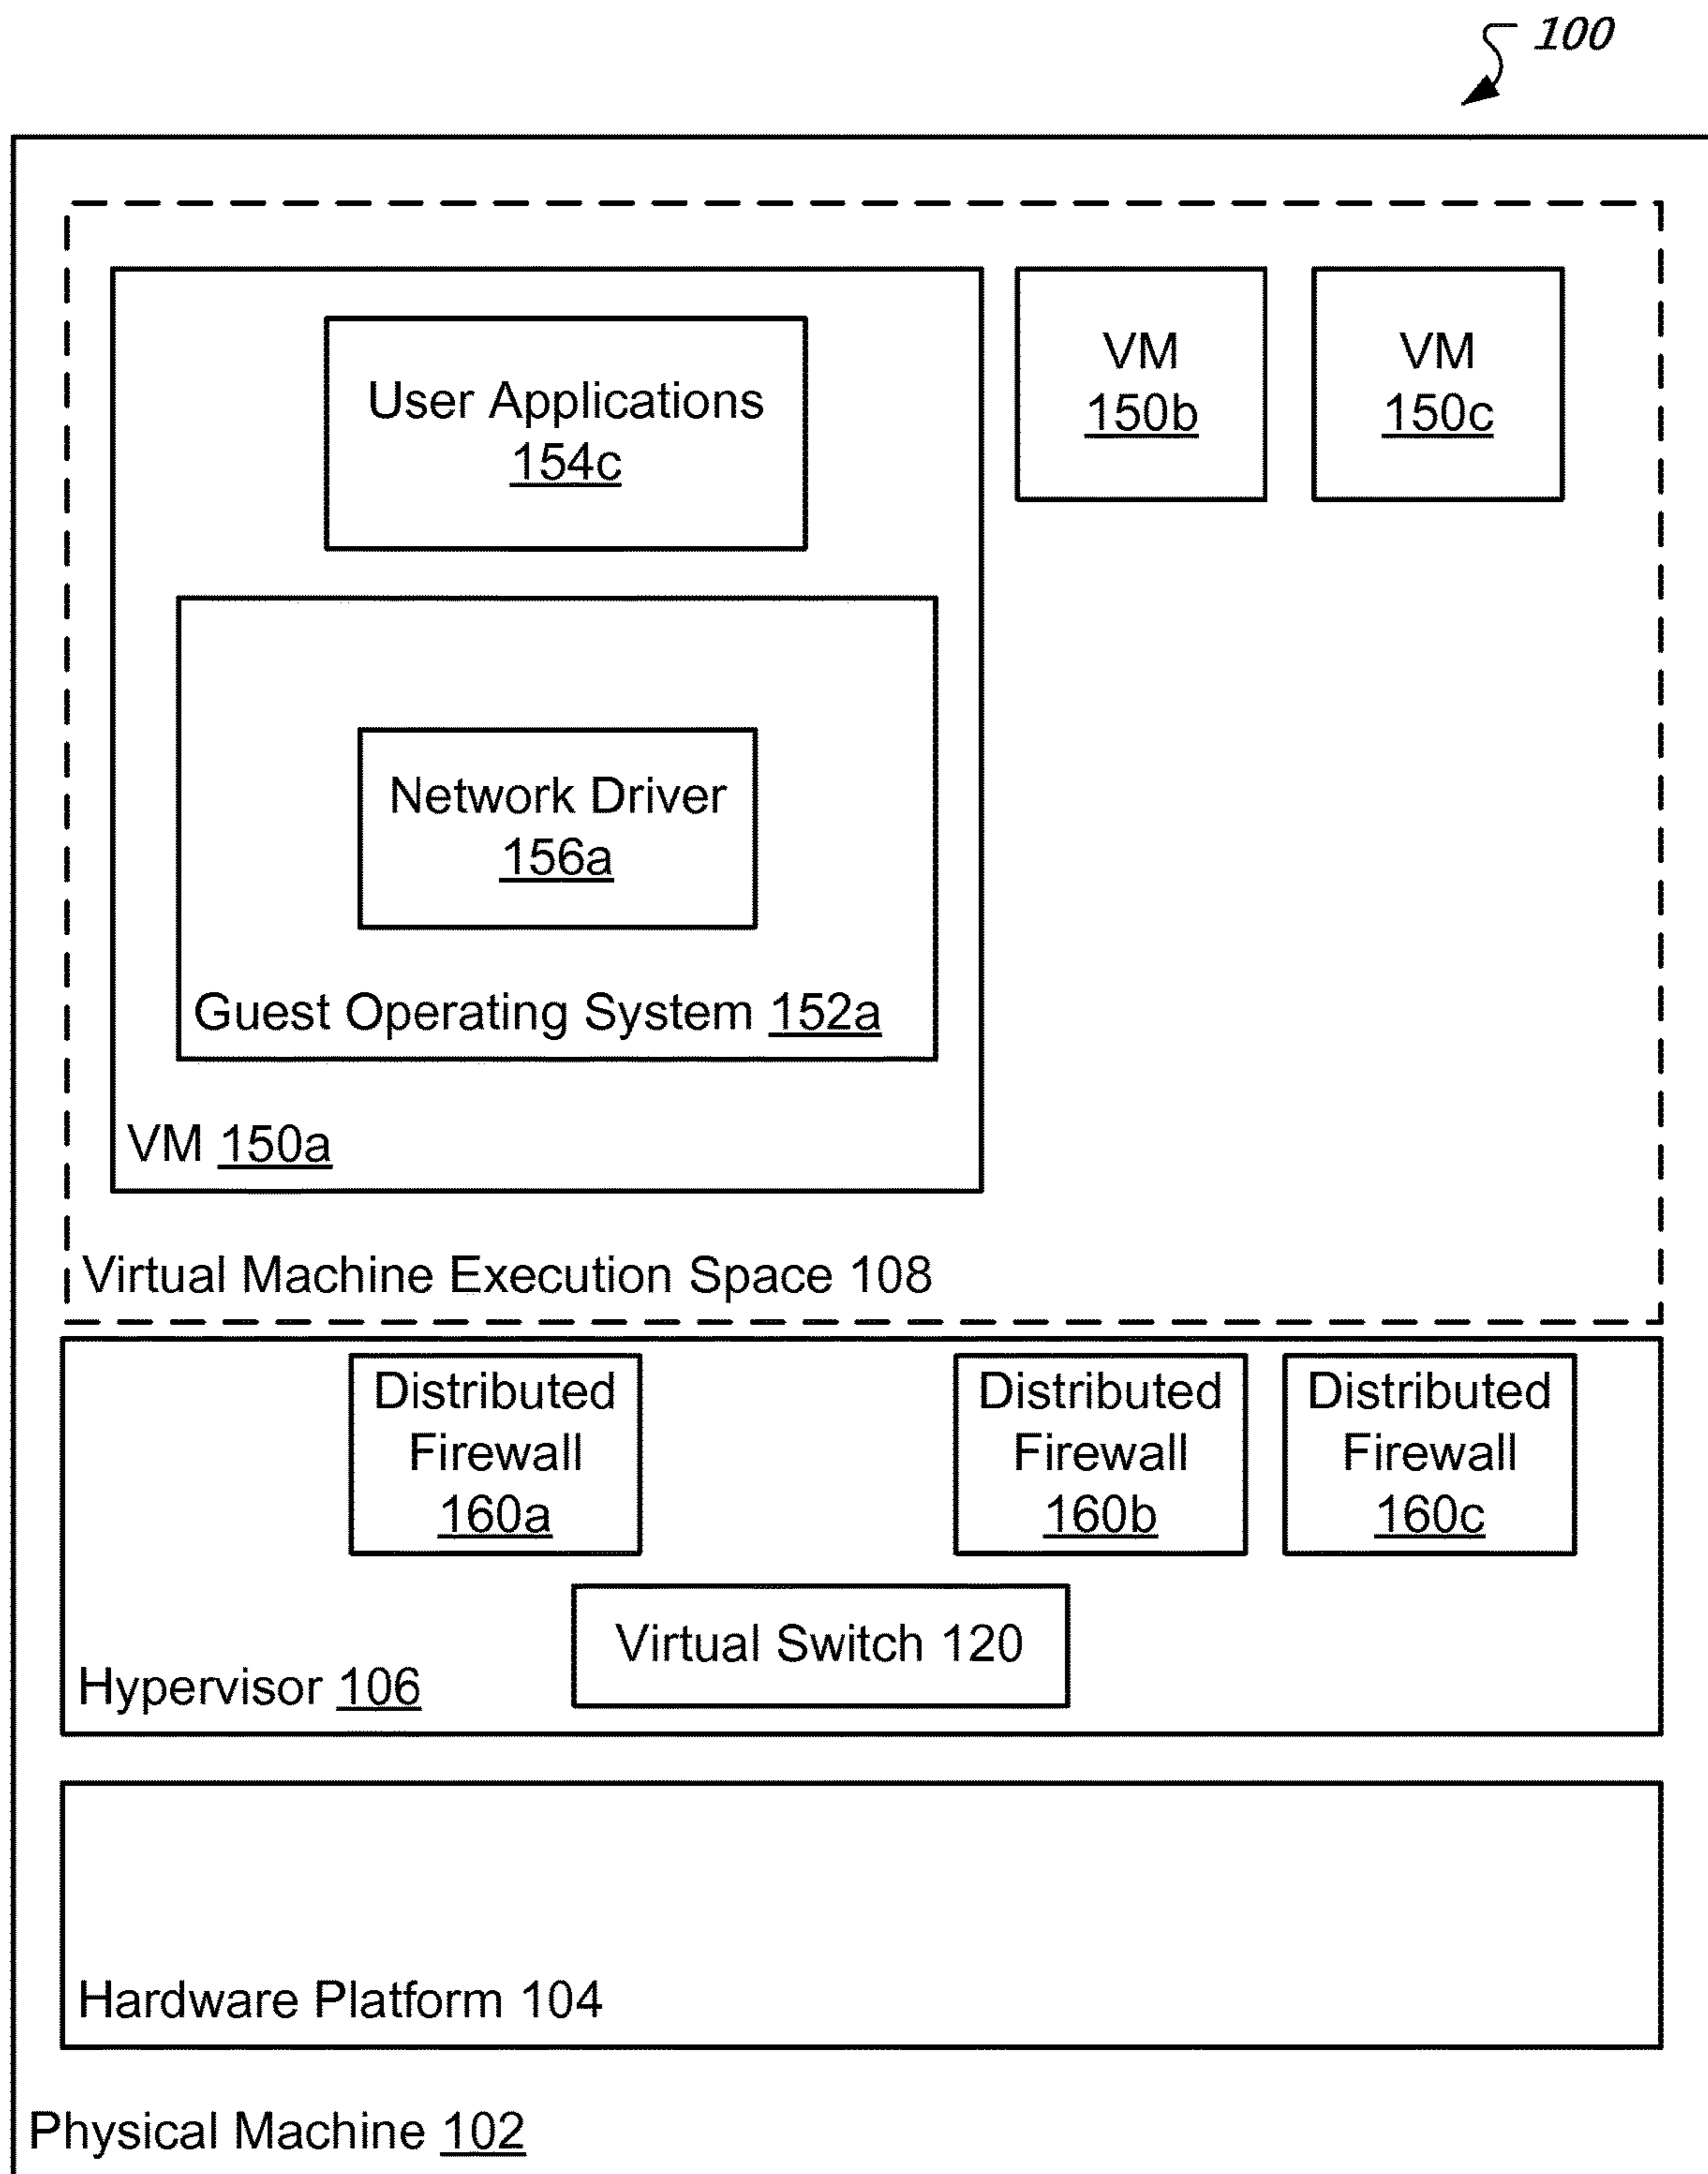 100
User Applications
154c
VM
150b
VM
150c
Network Driver
156a
Guest Operating System 152a
VM 150a
Virtual Machine Execution Space 108
Distributed
Firewall
160a
Distributed
Firewall
160b
Distributed
Firewall
160c
Virtual Switch 120
Hypervisor 106
Hardware Platform 104
Physical Machine 102